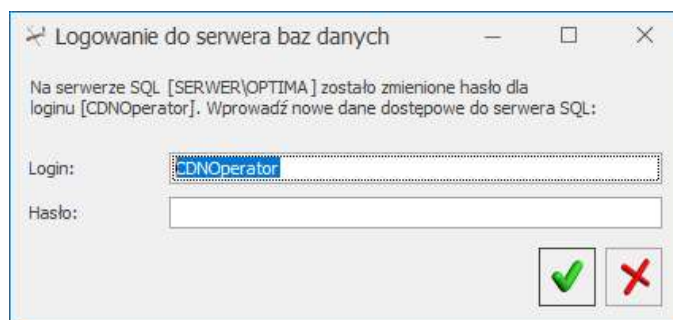 Logowanie do serwera baz danych
Na serwerze SQL [SERWER\OPTIMA] zostało zmienione hasło dla
loginu [CDNOperator]. Wprowadź nowe dane dostępowe do serwera SQL:
Login: CDNOperator
Hasło: